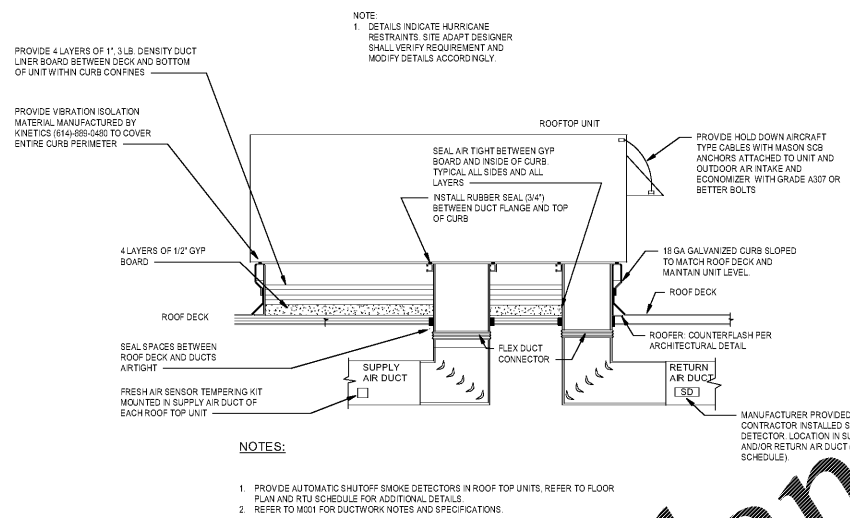 NOTE:
1. DETAILS INDICATE HURRICANE
RESTRAINTS. SITE ADAPT DESIGNER
SHALL VERIFY REQUIREMENT AND
MODIFY DETAILS ACCORDINGLY.
PROVIDE 4 LAYERS OF 1", 3 LB. DENSITY DUCT
LINER BOARD BETWEEN DECK AND BOTTOM
OF UNIT WITHIN CURB CONFINES
PROVIDE VIBRATION ISOLATION
MATERIAL MANUFACTURED BY
KINETICS (614)-889-0480 TO COVER
ENTIRE CURB PERIMETER
ROOFTOP UNIT
SEAL AIR TIGHT BETWEEN GYP
BOARD AND INSIDE OF CURB.
TYPICAL ALL SIDES AND ALL
LAYERS
INSTALL RUBBER SEAL (3/4")
BETWEEN DUCT FLANGE AND TOP
OF CURB
PROVIDE HOLD DOWN AIRCRAFT
TYPE CABLES WITH MASON SCB
ANCHORS ATTACHED TO UNIT AND
OUTDOOR AIR INTAKE AND
ECONOMIZER WITH GRADE A307 OR
BETTER BOLTS
4 LAYERS OF 1/2" GYP
BOARD
18 GA GALVANIZED CURB SLOPED
TO MATCH ROOF DECK AND
MAINTAIN UNIT LEVEL.
ROOF DECK
ROOF DECK
ROOFER: COUNTERFLASH PER
ARCHITECTURAL DETAIL
SEAL SPACES BETWEEN
ROOF DECK AND DUCTS
AIRTIGHT
FLEX DUCT
CONNECTOR
SUPPLY
AIR DUCT
RETURN
AIR DUCT
SD
FRESH AIR SENSOR TEMPERING KIT
MOUNTED IN SUPPLY AIR DUCT OF
EACH ROOF TOP UNIT
MANUFACTURER PROVIDED
CONTRACTOR INSTALLED S
DETECTOR. LOCATION IN SU
AND/OR RETURN AIR DUCT (
SCHEDULE).
NOTES:
1. PROVIDE AUTOMATIC SHUTOFF SMOKE DETECTORS IN ROOF TOP UNITS, REFER TO FLOOR
PLAN AND RTU SCHEDULE FOR ADDITIONAL DETAILS.
2. REFER TO M001 FOR DUCTWORK NOTES AND SPECIFICATIONS.